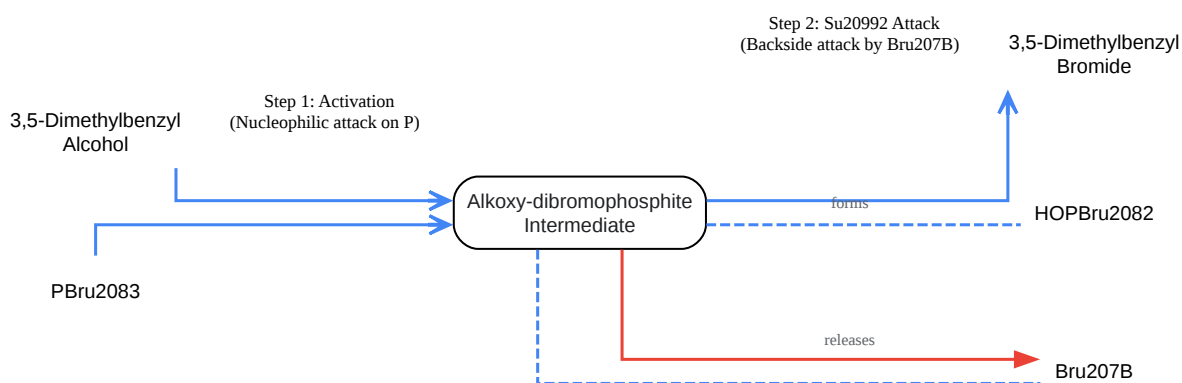 Step 2: Su20992 Attack
(Backside attack by Bru207B)
3,5-Dimethylbenzyl
Bromide
Step 1: Activation
(Nucleophilic attack on P)
3,5-Dimethylbenzyl
Alcohol
Alkoxy-dibromophosphite
Intermediate
forms
HOPBru2082
PBru2083
releases
Bru207B